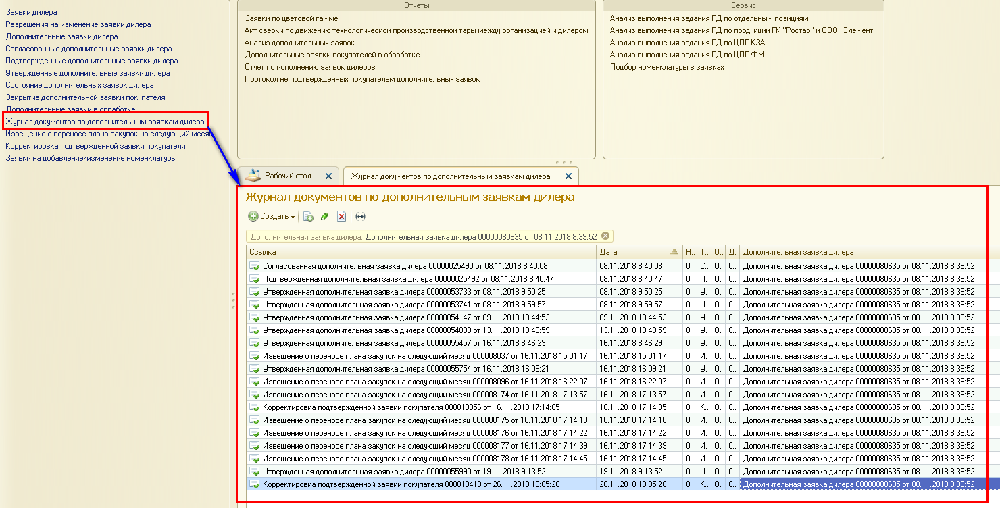 Заявки дилера
Разрешения на изменение заявки дилера
Дополнительные заявки дилера
Согласованные дополнительные заявки дилера
Подтвержденные дополнительные заявки дилера
Утвержденные дополнительные заявки дилера
Состояние дополнительных заявок дилера
Закрытие дополнительной заявки покупателя
Дополнительные заявки в обработке
Журнал документов по дополнительным заявкам дилера
Извещение о переносе плана закупок на следующий месяц
Корректировка подтвержденной заявки покупателя
Заявки на добавление/изменение номенклатуры
Отчеты
Заявки по цветовой гамме
Акт сверки по движению технологической производственной тары между организацией и дилером
Анализ дополнительных заявок
Дополнительные заявки покупателей в обработке
Отчет по исполнению заявок дилеров
Протокол не подтвержденных покупателем дополнительных заявок
Сервис
Анализ выполнения задания ГД по отдельным позициям
Анализ выполнения задания ГД по продукции ГК "Ростар" и ООО "Элемент"
Анализ выполнения задания ГД по ЦПГ КЗА
Анализ выполнения задания ГД по ЦПГ ФМ
Подбор номенклатуры в заявках
Рабочий стол Журнал документов по дополнительным заявкам дилера
Журнал документов по дополнительным заявкам дилера
Создать
Дополнительная заявка дилера: Дополнительная заявка дилера 00000080635 от 08.11.2018 8:39:52
Ссылка Дата Н.. Т.. О.. Д. Дополнительная заявка дилера
Согласованная дополнительная заявка дилера 00000025490 от 08.11.2018 8:40:08 08.11.2018 8:40:08 0.. С.. О. 0.. Дополнительная заявка дилера 00000080635 от 08.11.2018 8:39:52
Подтвержденная дополнительная заявка дилера 00000025492 от 08.11.2018 8:40:47 08.11.2018 8:40:47 0.. П. О. 0.. Дополнительная заявка дилера 00000080635 от 08.11.2018 8:39:52
Утвержденная дополнительная заявка дилера 00000053733 от 08.11.2018 9:50:25 08.11.2018 9:50:25 0.. У. О. 0.. Дополнительная заявка дилера 00000080635 от 08.11.2018 8:39:52
Утвержденная дополнительная заявка дилера 00000053741 от 08.11.2018 9:59:57 08.11.2018 9:59:57 0.. У. О. 0.. Дополнительная заявка дилера 00000080635 от 08.11.2018 8:39:52
Утвержденная дополнительная заявка дилера 00000054147 от 09.11.2018 10:44:53 09.11.2018 10:44:53 0.. У. О. 0.. Дополнительная заявка дилера 00000080635 от 08.11.2018 8:39:52
Утвержденная дополнительная заявка дилера 00000054899 от 13.11.2018 10:43:59 13.11.2018 10:43:59 0.. У. О. 0.. Дополнительная заявка дилера 00000080635 от 08.11.2018 8:39:52
Утвержденная дополнительная заявка дилера 00000055457 от 16.11.2018 8:46:29 16.11.2018 8:46:29 0.. У. О. 0.. Дополнительная заявка дилера 00000080635 от 08.11.2018 8:39:52
Извещение о переносе плана закупок на следующий месяц 000008037 от 16.11.2018 15:01:17 16.11.2018 15:01:17 0.. И. О. 0.. Дополнительная заявка дилера 00000080635 от 08.11.2018 8:39:52
Утвержденная дополнительная заявка дилера 00000055754 от 16.11.2018 16:09:21 16.11.2018 16:09:21 0.. У. О. 0.. Дополнительная заявка дилера 00000080635 от 08.11.2018 8:39:52
Извещение о переносе плана закупок на следующий месяц 000008096 от 16.11.2018 16:22:07 16.11.2018 16:22:07 0.. И. О. 0.. Дополнительная заявка дилера 00000080635 от 08.11.2018 8:39:52
Извещение о переносе плана закупок на следующий месяц 000008174 от 16.11.2018 17:13:57 16.11.2018 17:13:57 0.. И. О. 0.. Дополнительная заявка дилера 00000080635 от 08.11.2018 8:39:52
Корректировка подтвержденной заявки покупателя 000013356 от 16.11.2018 17:14:05 16.11.2018 17:14:05 0.. К.. О. 0.. Дополнительная заявка дилера 00000080635 от 08.11.2018 8:39:52
Извещение о переносе плана закупок на следующий месяц 000008175 от 16.11.2018 17:14:10 16.11.2018 17:14:10 0.. И. О. 0.. Дополнительная заявка дилера 00000080635 от 08.11.2018 8:39:52
Извещение о переносе плана закупок на следующий месяц 000008176 от 16.11.2018 17:14:22 16.11.2018 17:14:22 0.. И. О. 0.. Дополнительная заявка дилера 00000080635 от 08.11.2018 8:39:52
Извещение о переносе плана закупок на следующий месяц 000008177 от 16.11.2018 17:14:39 16.11.2018 17:14:39 0.. И. О. 0.. Дополнительная заявка дилера 00000080635 от 08.11.2018 8:39:52
Извещение о переносе плана закупок на следующий месяц 000008178 от 16.11.2018 17:14:45 16.11.2018 17:14:45 0.. И. О. 0.. Дополнительная заявка дилера 00000080635 от 08.11.2018 8:39:52
Утвержденная дополнительная заявка дилера 00000055990 от 19.11.2018 9:13:52 19.11.2018 9:13:52 0.. У. О. 0.. Дополнительная заявка дилера 00000080635 от 08.11.2018 8:39:52
Корректировка подтвержденной заявки покупателя 000013410 от 26.11.2018 10:05:28 26.11.2018 10:05:28 0.. К.. О. 0.. Дополнительная заявка дилера 00000080635 от 08.11.2018 8:39:52